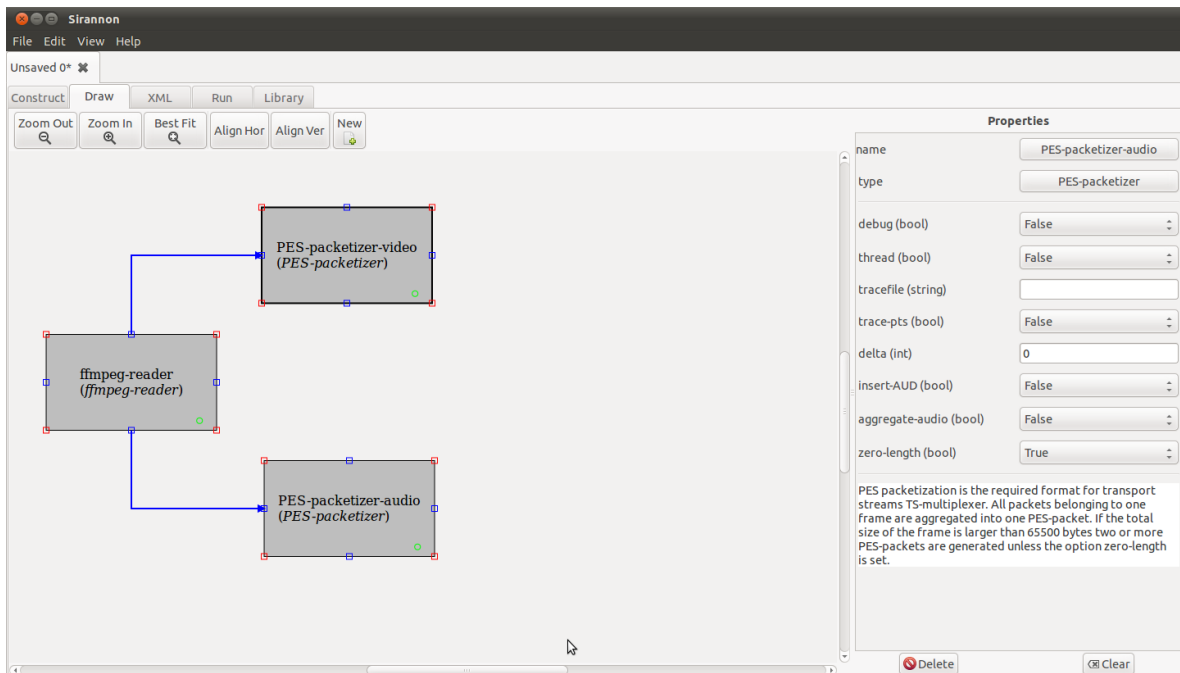 Sirannon
File Edit View Help
Unsaved 0*
Construct Draw XML Run Library
Zoom Out Zoom In Best Fit Align Hor Align Ver New
Properties
name PES-packetizer-audio
type PES-packetizer
debug (bool) False
thread (bool) False
tracefile (string)
trace-pts (bool) False
delta (int) 0
insert-AUD (bool) False
aggregate-audio (bool) False
zero-length (bool) True
PES packetization is the required format for transport
streams TS-multiplexer. All packets belonging to one
frame are aggregated into one PES-packet. If the total
size of the frame is larger than 65500 bytes two or more
PES-packets are generated unless the option zero-length
is set.
Delete Clear
PES-packetizer-video
(PES-packetizer)
ffmpeg-reader
(ffmpeg-reader)
PES-packetizer-audio
(PES-packetizer)